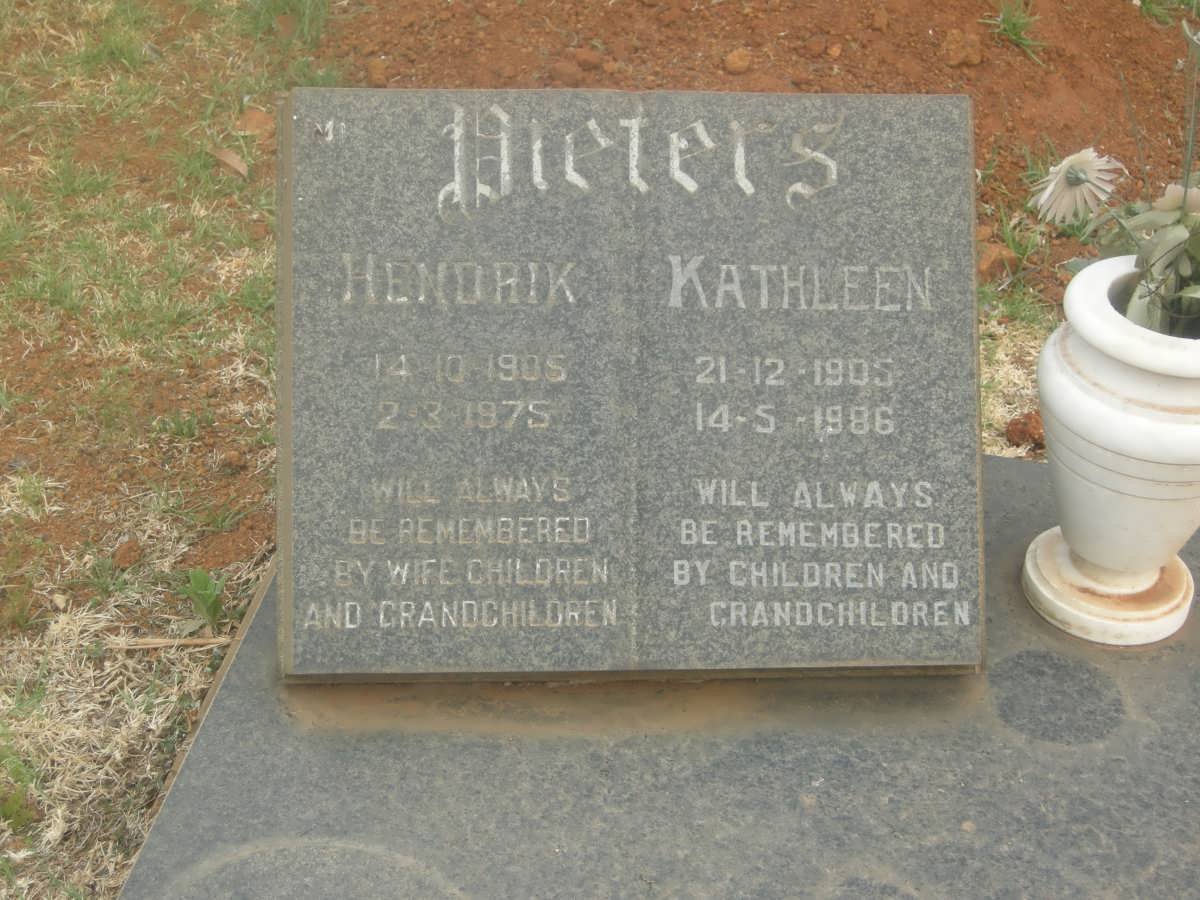 M1
Pieters
HENDRIK
14-10-1905
2-3-1975
WILL ALWAYS
BE REMEMBERED
BY WIFE CHILDREN
AND GRANDCHILDREN
KATHLEEN
21-12-1905
14-5-1986
WILL ALWAYS
BE REMEMBERED
BY CHILDREN AND
GRANDCHILDREN